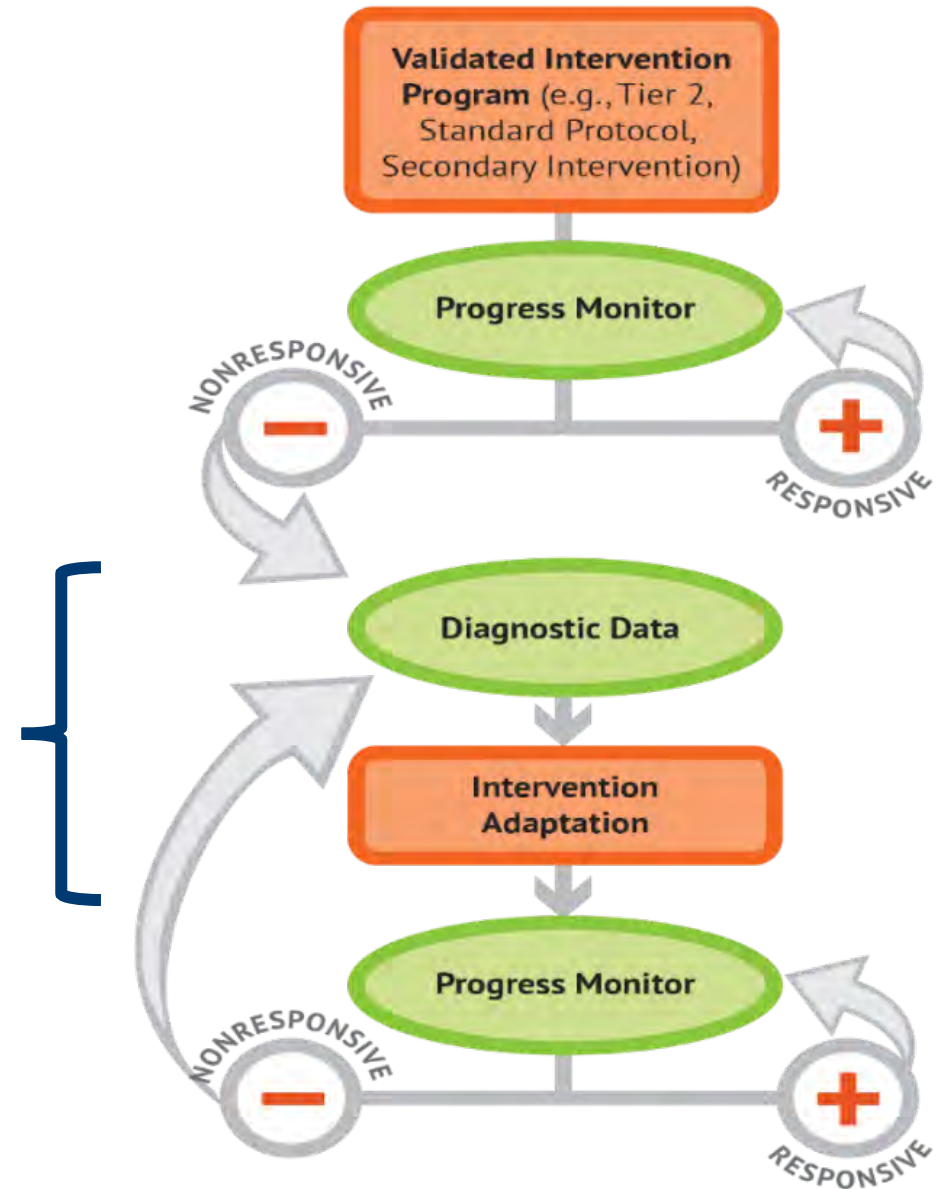 Validated Intervention
Program (e.g., Tier 2,
Standard Protocol,
Secondary Intervention)
Progress Monitor
NONRESPONSIVE
RESPONSIVE
Diagnostic Data
Intervention
Adaptation
Progress Monitor
NONRESPONSIVE
RESPONSIVE